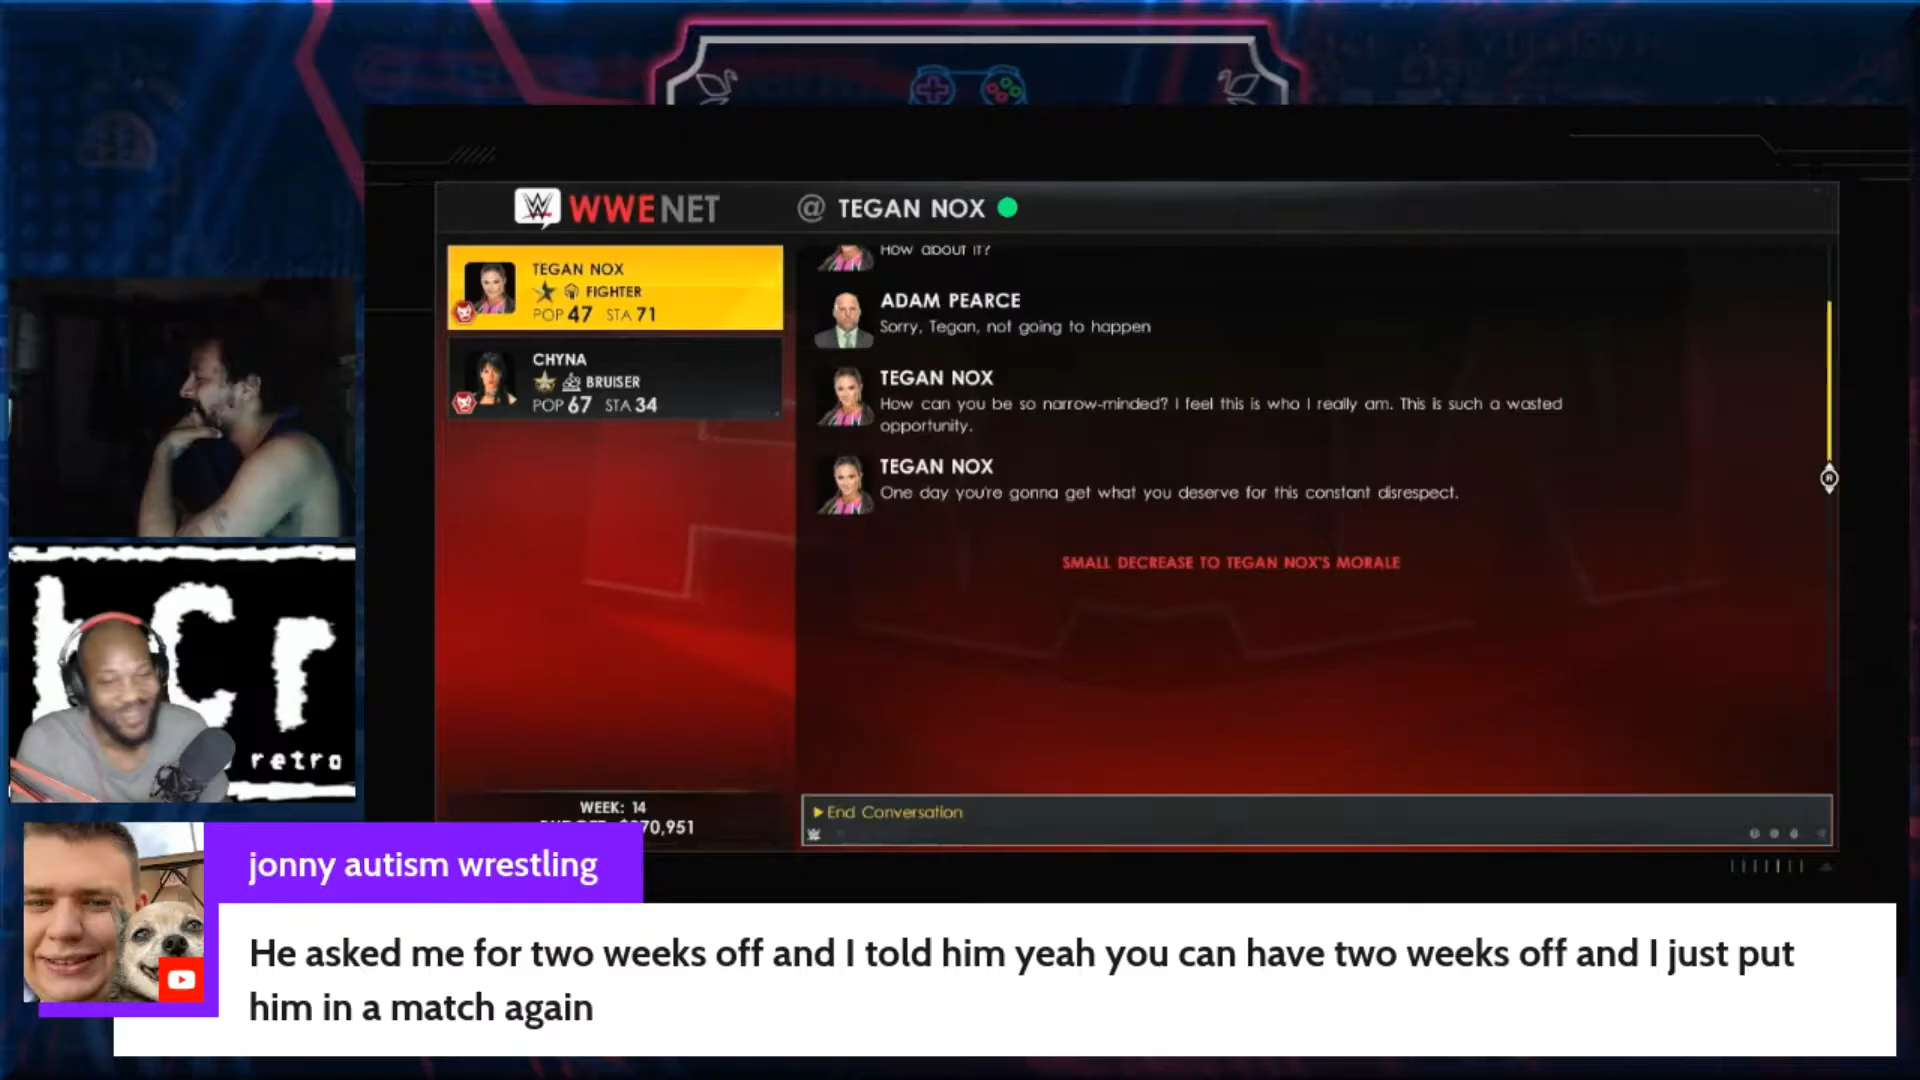 WWENET
@ TEGAN NOX
TEGAN NOX
FIGHTER
POP 47 STA 71
CHYNA
BRUISER
POP 67 STA 34
How about it?
ADAM PEARCE
Sorry, Tegan, not going to happen
TEGAN NOX
How can you be so narrow-minded? I feel this is who I really am. This is such a wasted
opportunity.
TEGAN NOX
One day you're gonna get what you deserve for this constant disrespect.
SMALL DECREASE TO TEGAN NOX'S MORALE
WEEK: 14
70,951
End Conversation
retro
jonny autism wrestling
He asked me for two weeks off and I told him yeah you can have two weeks off and I just put
him in a match again